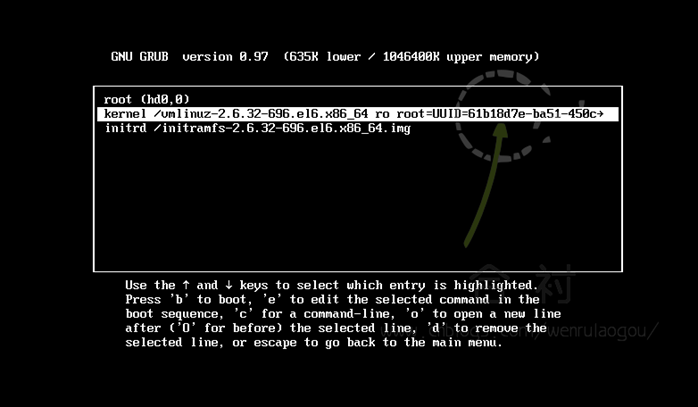 GNU GRUB  version 0.97  (635K lower / 1046400K upper memory)
root (hd0,0)
kernel /vmlinuz-2.6.32-696.el6.x86_64 ro root=UUID=61b18d7e-ba51-450c→
initrd /initramfs-2.6.32-696.el6.x86_64.img
Use the ↑ and ↓ keys to select which entry is highlighted.
Press 'b' to boot, 'e' to edit the selected command in the
boot sequence, 'c' for a command-line, 'o' to open a new line
after ('O' for before) the selected line, 'd' to remove the
selected line, or escape to go back to the main menu.